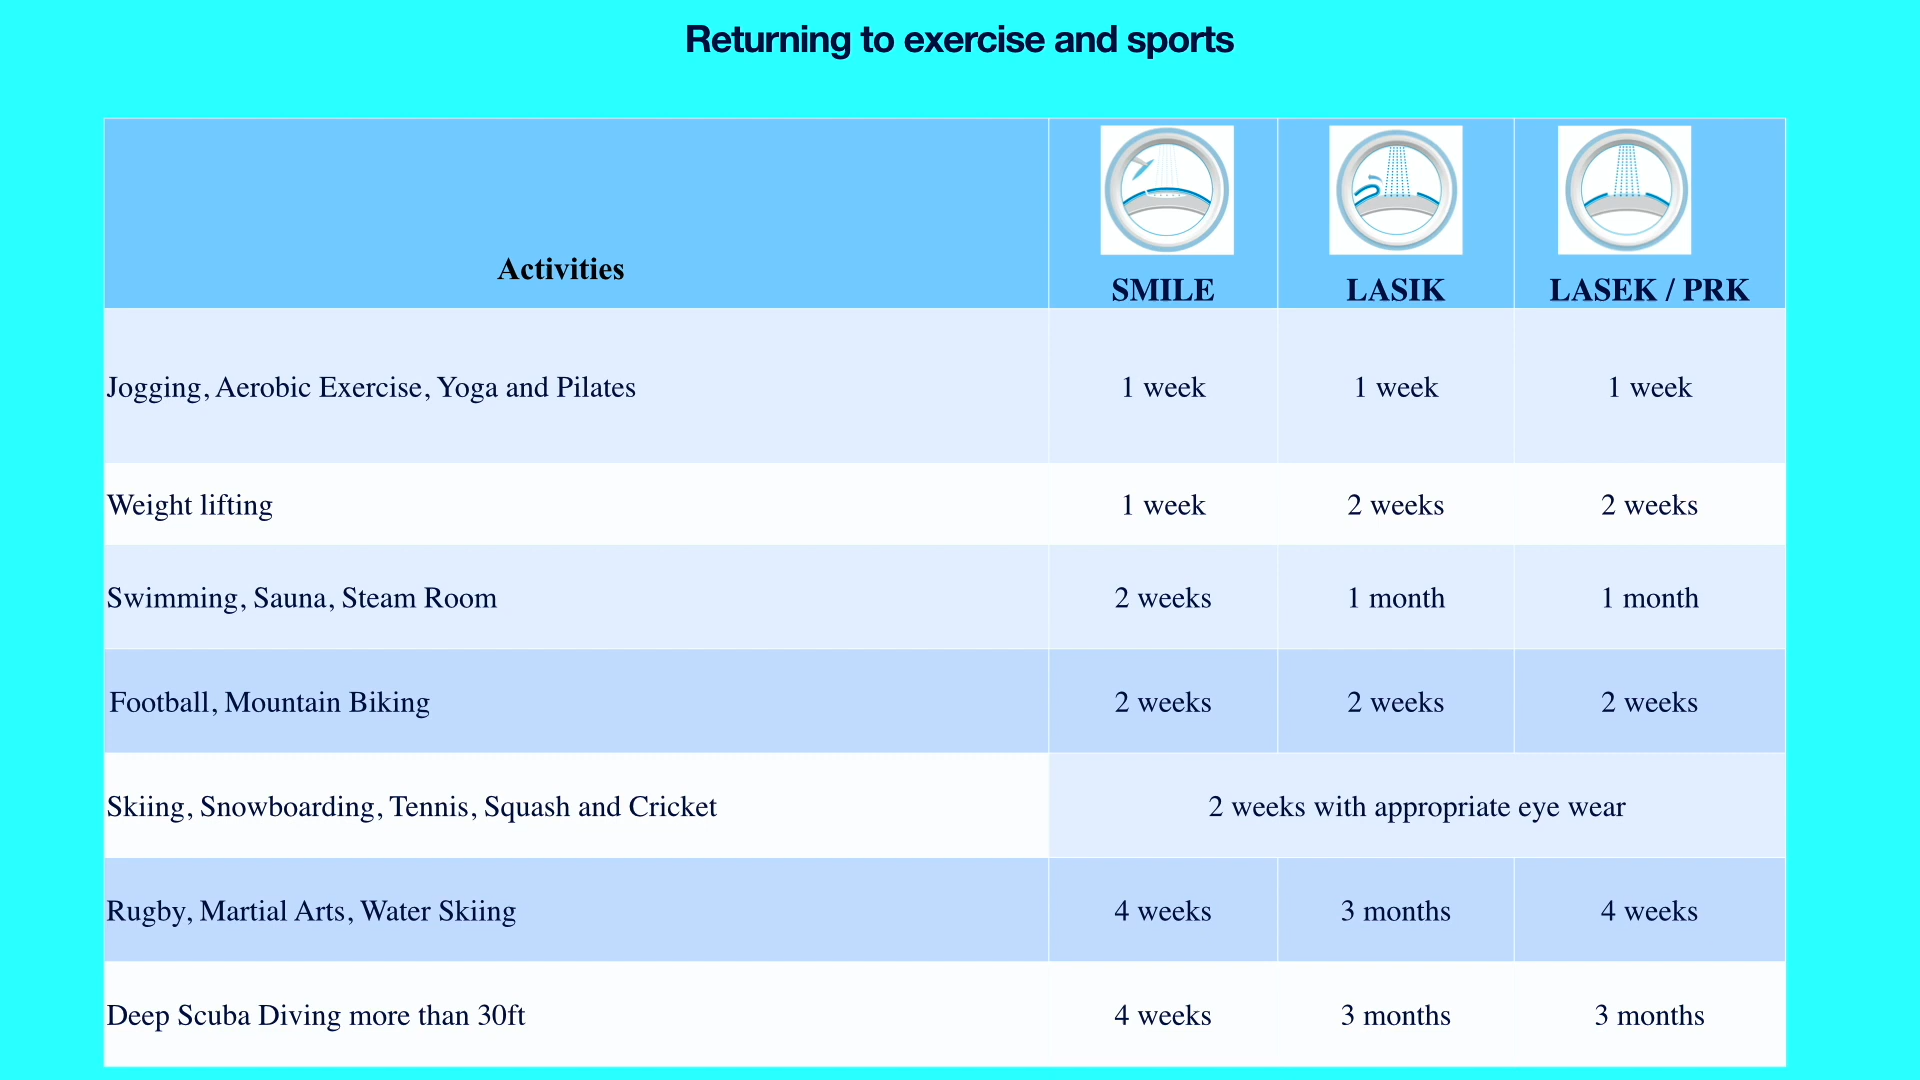 Returning to exercise and sports
Activities
SMILE
LASIK
LASEK / PRK
Jogging, Aerobic Exercise, Yoga and Pilates
1 week
1 week
1 week
Weight lifting
1 week
2 weeks
2 weeks
Swimming, Sauna, Steam Room
2 weeks
1 month
1 month
Football, Mountain Biking
2 weeks
2 weeks
2 weeks
Skiing, Snowboarding, Tennis, Squash and Cricket
2 weeks with appropriate eye wear
Rugby, Martial Arts, Water Skiing
4 weeks
3 months
4 weeks
Deep Scuba Diving more than 30ft
4 weeks
3 months
3 months